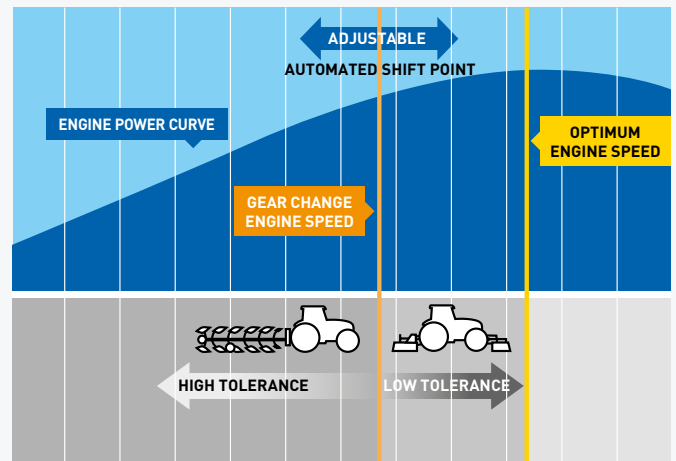 ADJUSTABLE
AUTOMATED SHIFT POINT
ENGINE POWER CURVE
OPTIMUM
ENGINE SPEED
GEAR CHANGE
ENGINE SPEED
HIGH TOLERANCE
LOW TOLERANCE